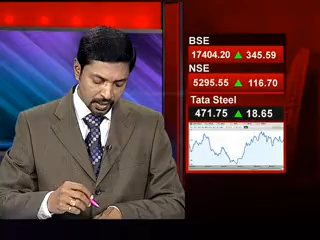 BSE
17404.20 ▲ 345.59
NSE
5295.55 ▲ 116.70
Tata Steel
471.75 ▲ 18.65